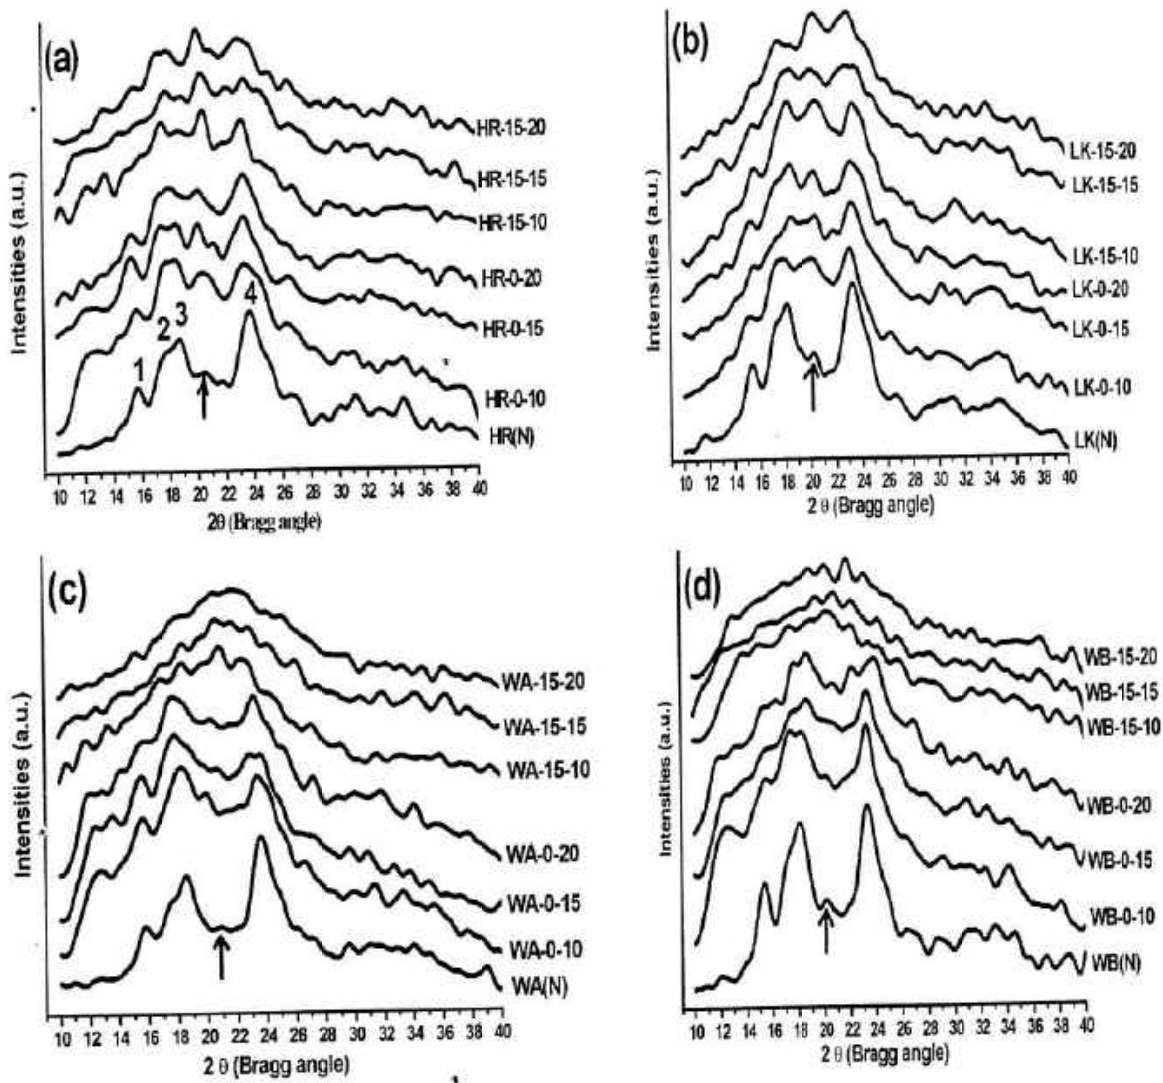 (a)
HR-15-20
HR-15-15
HR-15-10
HR-0-20
HR-0-15
HR-0-10
HR(N)
1
2
3
4
Intensities (a.u.)
10 12 14 16 18 20 22 24 26 28 30 32 34 36 38 40
2θ (Bragg angle)
(b)
LK-15-20
LK-15-15
LK-15-10
LK-0-20
LK-0-15
LK-0-10
LK(N)
Intensities (a.u.)
10 12 14 16 18 20 22 24 26 28 30 32 34 36 38 40
2 θ (Bragg angle)
(c)
WA-15-20
WA-15-15
WA-15-10
WA-0-20
WA-0-15
WA-0-10
WA(N)
Intensities (a.u.)
10 12 14 16 18 20 22 24 26 28 30 32 34 36 38 40
2 θ (Bragg angle)
(d)
WB-15-20
WB-15-15
WB-15-10
WB-0-20
WB-0-15
WB-0-10
WB(N)
Intensities (a.u.)
10 12 14 16 18 20 22 24 26 28 30 32 34 36 38 40
2 θ (Bragg angle)